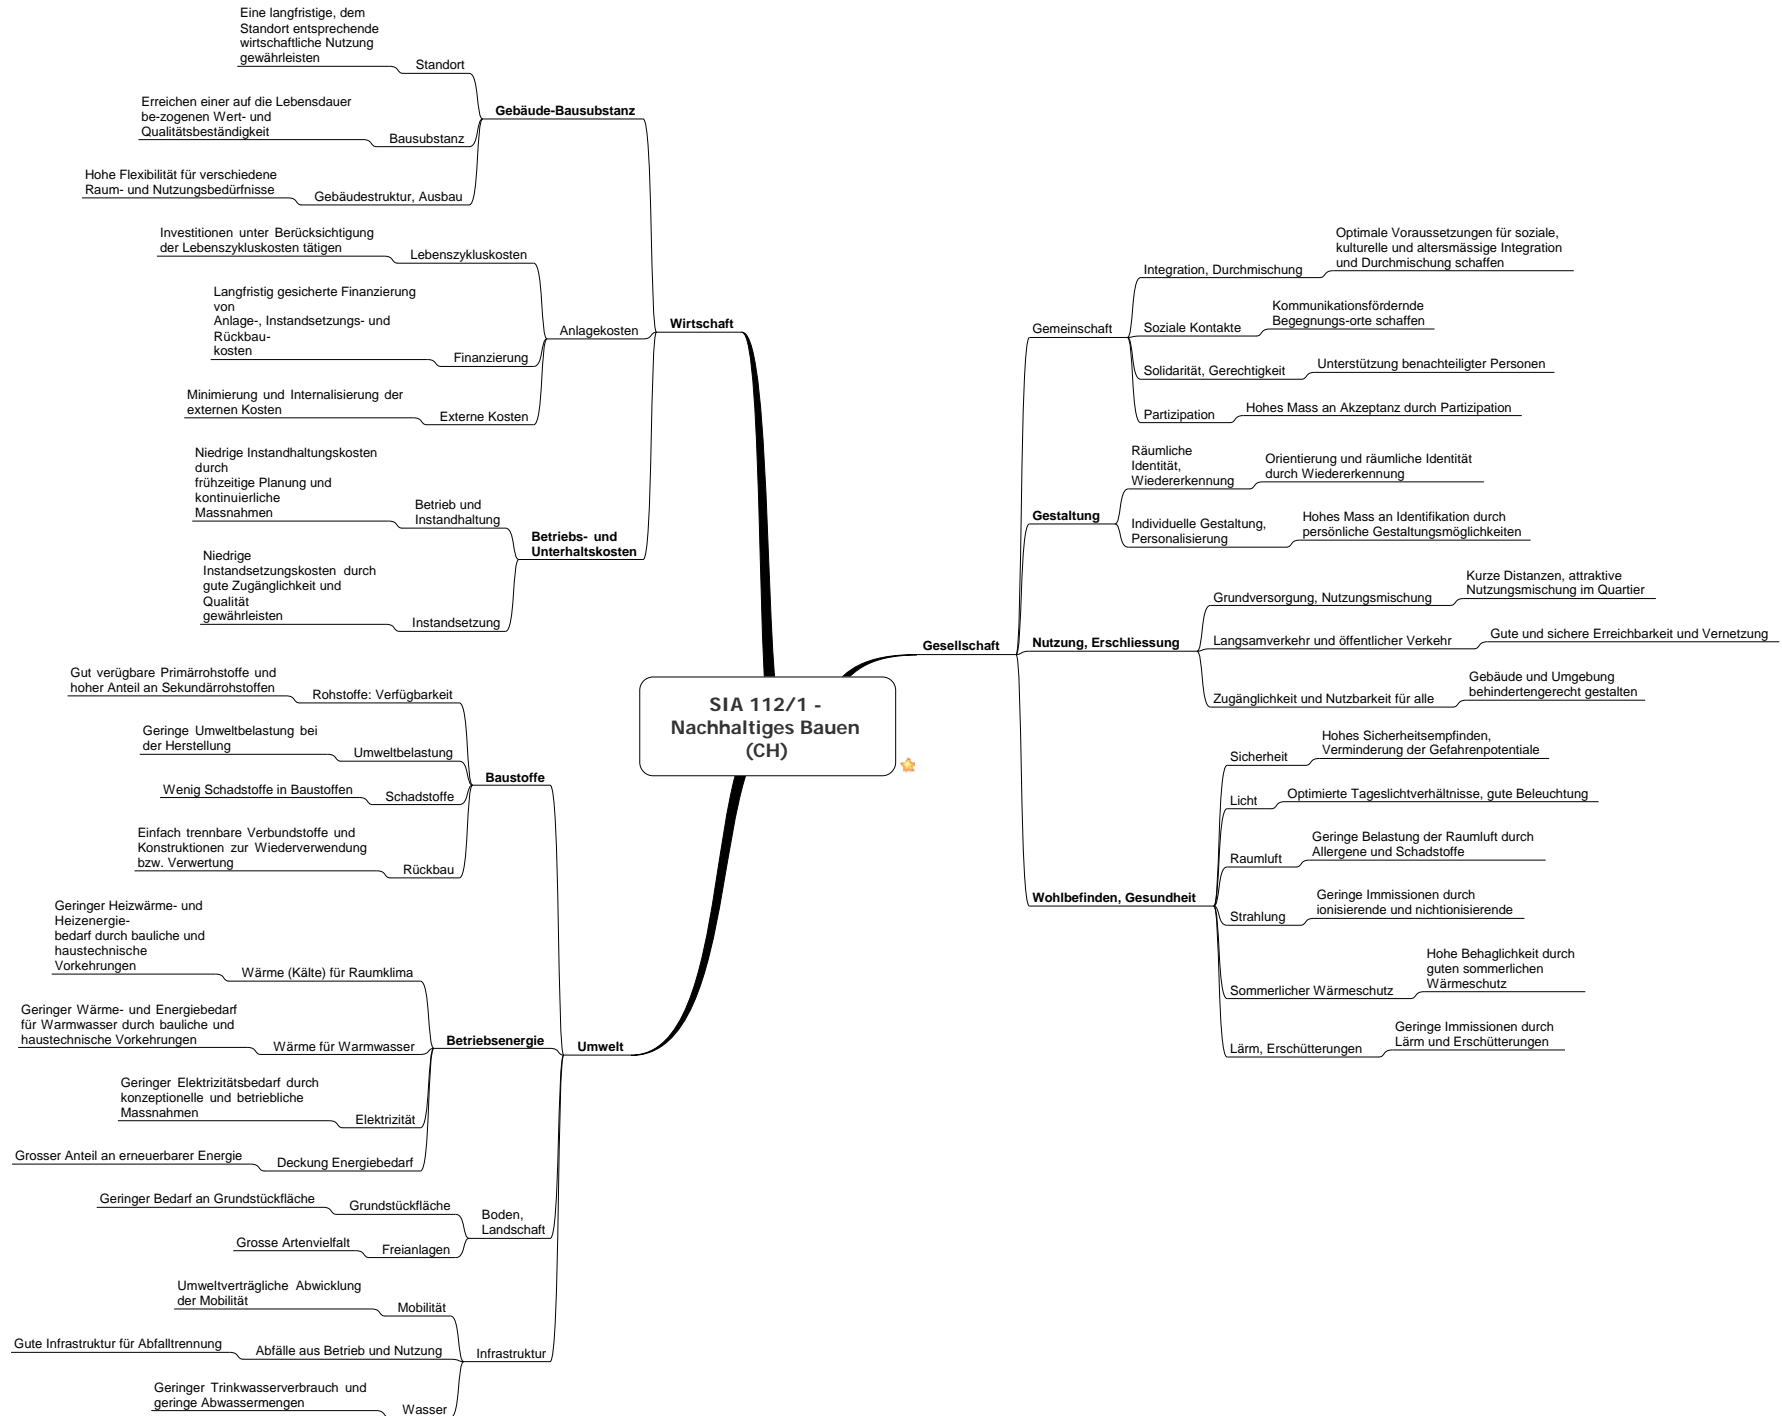 SIA 112/1 -
Nachhaltiges Bauen
(CH)
Gesellschaft
Gemeinschaft
Integration, Durchmischung
Optimale Voraussetzungen für soziale,
kulturelle und altersmässige Integration
und Durchmischung schaffen
Soziale Kontakte
Kommunikationsfördernde
Begegnungs-orte schaffen
Solidarität, Gerechtigkeit
Unterstützung benachteiligter Personen
Partizipation
Hohes Mass an Akzeptanz durch Partizipation
Gestaltung
Räumliche
Identität,
Wiedererkennung
Orientierung und räumliche Identität
durch Wiedererkennung
Individuelle Gestaltung,
Personalisierung
Hohes Mass an Identifikation durch
persönliche Gestaltungsmöglichkeiten
Nutzung, Erschliessung
Grundversorgung, Nutzungsmischung
Kurze Distanzen, attraktive
Nutzungsmischung im Quartier
Langsamverkehr und öffentlicher Verkehr
Gute und sichere Erreichbarkeit und Vernetzung
Zugänglichkeit und Nutzbarkeit für alle
Gebäude und Umgebung
behindertengerecht gestalten
Wohlbefinden, Gesundheit
Sicherheit
Hohes Sicherheitsempfinden,
Verminderung der Gefahrenpotentiale
Licht
Optimierte Tageslichtverhältnisse, gute Beleuchtung
Raumluft
Geringe Belastung der Raumluft durch
Allergene und Schadstoffe
Strahlung
Geringe Immissionen durch
ionisierende und nichtionisierende
Sommerlicher Wärmeschutz
Hohe Behaglichkeit durch
guten sommerlichen
Wärmeschutz
Lärm, Erschütterungen
Geringe Immissionen durch
Lärm und Erschütterungen
Wirtschaft
Gebäude-Bausubstanz
Standort
Eine langfristige, dem
Standort entsprechende
wirtschaftliche Nutzung
gewährleisten
Bausubstanz
Erreichen einer auf die Lebensdauer
be-zogenen Wert- und
Qualitätsbeständigkeit
Gebäudestruktur, Ausbau
Hohe Flexibilität für verschiedene
Raum- und Nutzungsbedürfnisse
Anlagekosten
Lebenszykluskosten
Investitionen unter Berücksichtigung
der Lebenszykluskosten tätigen
Finanzierung
Langfristig gesicherte Finanzierung
von
Anlage-, Instandsetzungs- und
Rückbau-
kosten
Externe Kosten
Minimierung und Internalisierung der
externen Kosten
Betriebs- und
Unterhaltskosten
Betrieb und
Instandhaltung
Niedrige Instandhaltungskosten
durch
frühzeitige Planung und
kontinuierliche
Massnahmen
Instandsetzung
Niedrige
Instandsetzungskosten durch
gute Zugänglichkeit und
Qualität
gewährleisten
Umwelt
Baustoffe
Rohstoffe: Verfügbarkeit
Gut verügbare Primärrohstoffe und
hoher Anteil an Sekundärrohstoffen
Umweltbelastung
Geringe Umweltbelastung bei
der Herstellung
Schadstoffe
Wenig Schadstoffe in Baustoffen
Rückbau
Einfach trennbare Verbundstoffe und
Konstruktionen zur Wiederverwendung
bzw. Verwertung
Betriebsenergie
Wärme (Kälte) für Raumklima
Geringer Heizwärme- und
Heizenergie-
bedarf durch bauliche und
haustechnische
Vorkehrungen
Wärme für Warmwasser
Geringer Wärme- und Energiebedarf
für Warmwasser durch bauliche und
haustechnische Vorkehrungen
Elektrizität
Geringer Elektrizitätsbedarf durch
konzeptionelle und betriebliche
Massnahmen
Deckung Energiebedarf
Grosser Anteil an erneuerbarer Energie
Boden,
Landschaft
Grundstückfläche
Geringer Bedarf an Grundstückfläche
Freianlagen
Grosse Artenvielfalt
Infrastruktur
Mobilität
Umweltverträgliche Abwicklung
der Mobilität
Abfälle aus Betrieb und Nutzung
Gute Infrastruktur für Abfalltrennung
Wasser
Geringer Trinkwasserverbrauch und
geringe Abwassermengen